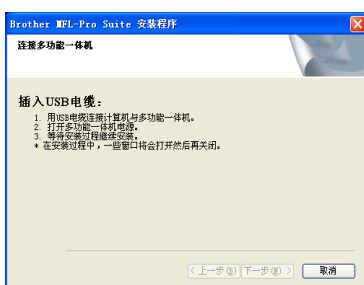 Brother MFL-Pro Suite 安装程序
连接多功能一体机
插入USB电缆：
1. 用USB电缆连接计算机与多功能一体机。
2. 打开多功能一体机电源。
3. 等待安装过程继续安装。
* 在安装过程中，一些窗口将会打开然后再关闭。
< 上一步(B) 下一步(N) > 取消